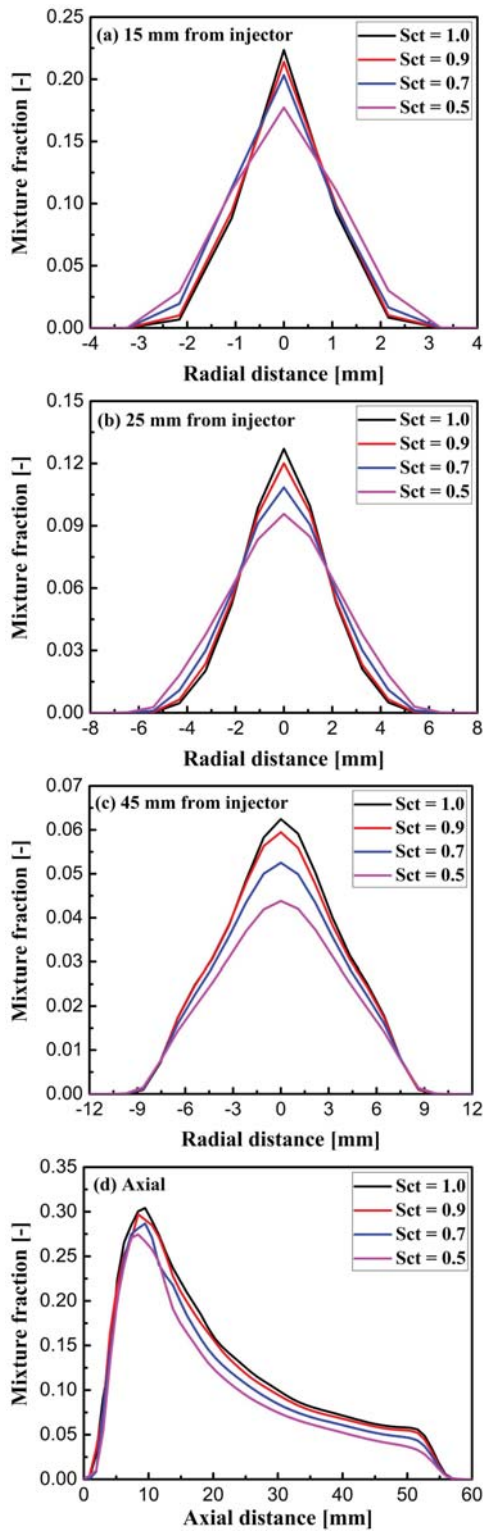 (a) 15 mm from injector
Sct = 1.0
Sct = 0.9
Sct = 0.7
Sct = 0.5
Mixture fraction [-]
0.25
0.20
0.15
0.10
0.05
0.00
-4 -3 -2 -1 0 1 2 3 4
Radial distance [mm]
(b) 25 mm from injector
Sct = 1.0
Sct = 0.9
Sct = 0.7
Sct = 0.5
Mixture fraction [-]
0.15
0.12
0.09
0.06
0.03
0.00
-8 -6 -4 -2 0 2 4 6 8
Radial distance [mm]
(c) 45 mm from injector
Sct = 1.0
Sct = 0.9
Sct = 0.7
Sct = 0.5
Mixture fraction [-]
0.07
0.06
0.05
0.04
0.03
0.02
0.01
0.00
-12 -9 -6 -3 0 3 6 9 12
Radial distance [mm]
(d) Axial
Sct = 1.0
Sct = 0.9
Sct = 0.7
Sct = 0.5
Mixture fraction [-]
0.35
0.30
0.25
0.20
0.15
0.10
0.05
0.00
0 10 20 30 40 50 60
Axial distance [mm]